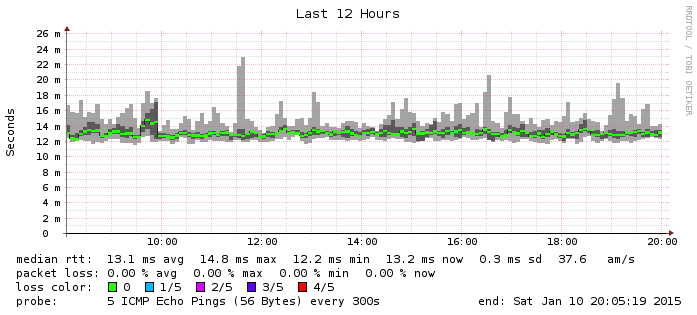 Last 12 Hours
RRDTOOL / TOBI OETIKER
Seconds
26 m
24 m
22 m
20 m
18 m
16 m
14 m
12 m
10 m
8 m
6 m
4 m
2 m
0
10:00 12:00 14:00 16:00 18:00 20:00
median rtt: 13.1 ms avg 14.8 ms max 12.2 ms min 13.2 ms now 0.3 ms sd 37.6 am/s
packet loss: 0.00 % avg 0.00 % max 0.00 % min 0.00 % now
loss color: 0 1/5 2/5 3/5 4/5
probe: 5 ICMP Echo Pings (56 Bytes) every 300s end: Sat Jan 10 20:05:19 2015